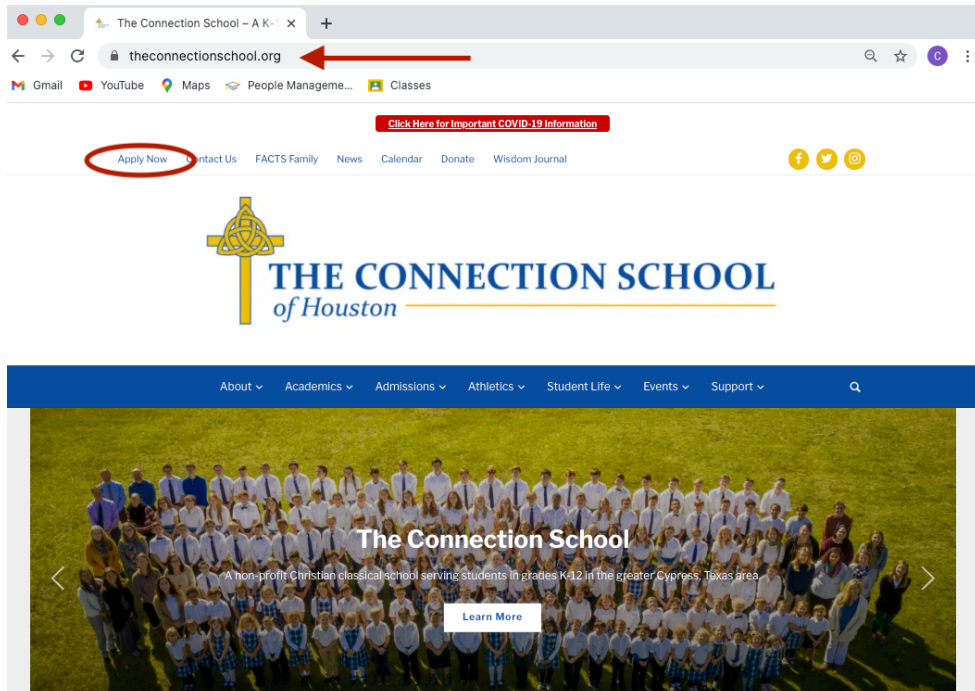 The Connection School – A K-1
theconnectionschool.org
C
Gmail YouTube Maps People Manageme... Classes
Click Here for Important COVID-19 Information
Apply Now Contact Us FACTS Family News Calendar Donate Wisdom Journal
THE CONNECTION SCHOOL
of Houston
About Academics Admissions Athletics Student Life Events Support
The Connection School
A non-profit Christian classical school serving students in grades K-12 in the greater Cypress, Texas area.
Learn More